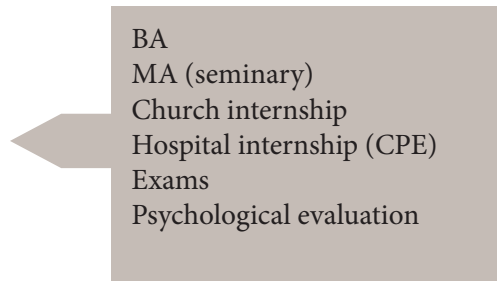 BA
MA (seminary)
Church internship
Hospital internship (CPE)
Exams
Psychological evaluation